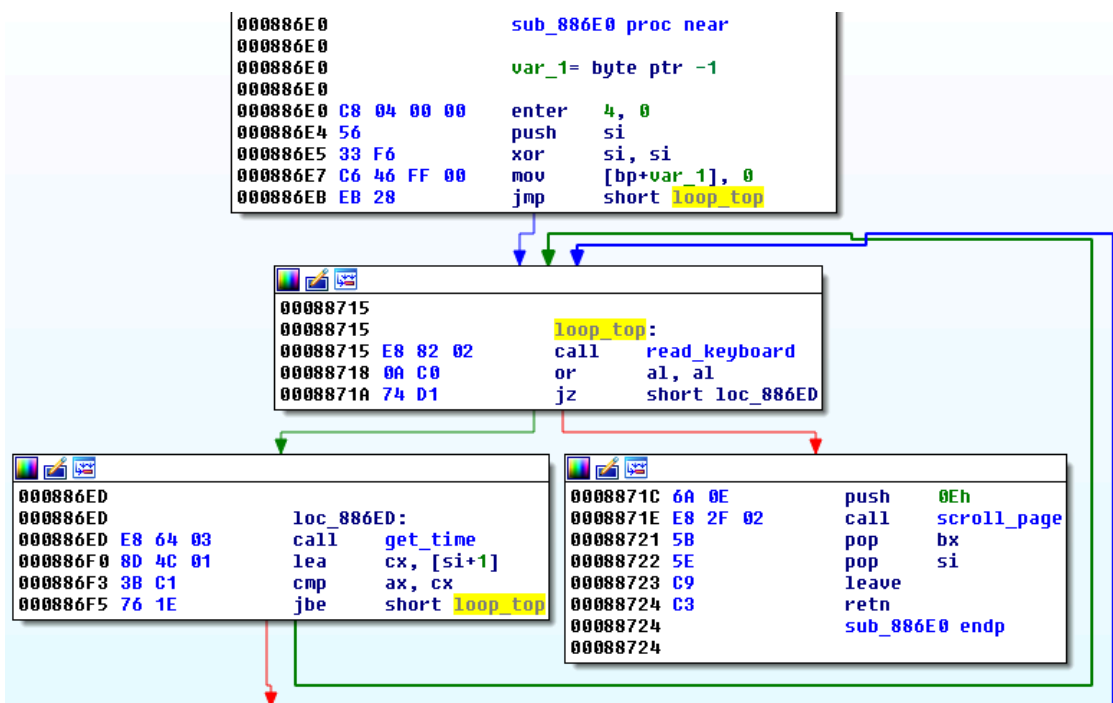 000886E0 sub_886E0 proc near
000886E0
000886E0 var_1= byte ptr -1
000886E0
000886E0 C8 04 00 00 enter 4, 0
000886E4 56 push si
000886E5 33 F6 xor si, si
000886E7 C6 46 FF 00 mov [bp+var_1], 0
000886EB EB 28 jmp short loop_top
00088715
00088715 loop_top:
00088715 E8 82 02 call read_keyboard
00088718 0A C0 or al, al
0008871A 74 D1 jz short loc_886ED
000886ED
000886ED loc_886ED:
000886ED E8 64 03 call get_time
000886F0 8D 4C 01 lea cx, [si+1]
000886F3 3B C1 cmp ax, cx
000886F5 76 1E jbe short loop_top
0008871C 6A 0E push 0Eh
0008871E E8 2F 02 call scroll_page
00088721 5B pop bx
00088722 5E pop si
00088723 C9 leave
00088724 C3 retn
00088724 sub_886E0 endp
00088724